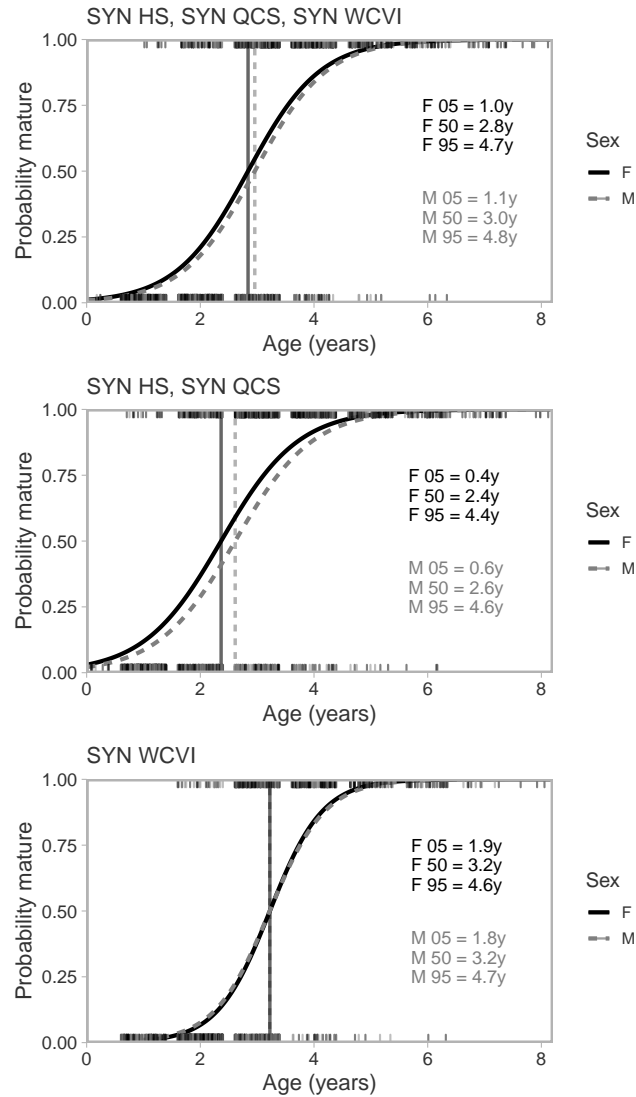 SYN HS, SYN QCS, SYN WCVI
Probability mature
1.00
0.75
0.50
0.25
0.00
F 05 = 1.0y
F 50 = 2.8y
F 95 = 4.7y
M 05 = 1.1y
M 50 = 3.0y
M 95 = 4.8y
Sex
F
M
0 2 4 6 8
Age (years)
SYN HS, SYN QCS
Probability mature
1.00
0.75
0.50
0.25
0.00
F 05 = 0.4y
F 50 = 2.4y
F 95 = 4.4y
M 05 = 0.6y
M 50 = 2.6y
M 95 = 4.6y
Sex
F
M
0 2 4 6 8
Age (years)
SYN WCVI
Probability mature
1.00
0.75
0.50
0.25
0.00
F 05 = 1.9y
F 50 = 3.2y
F 95 = 4.6y
M 05 = 1.8y
M 50 = 3.2y
M 95 = 4.7y
Sex
F
M
0 2 4 6 8
Age (years)